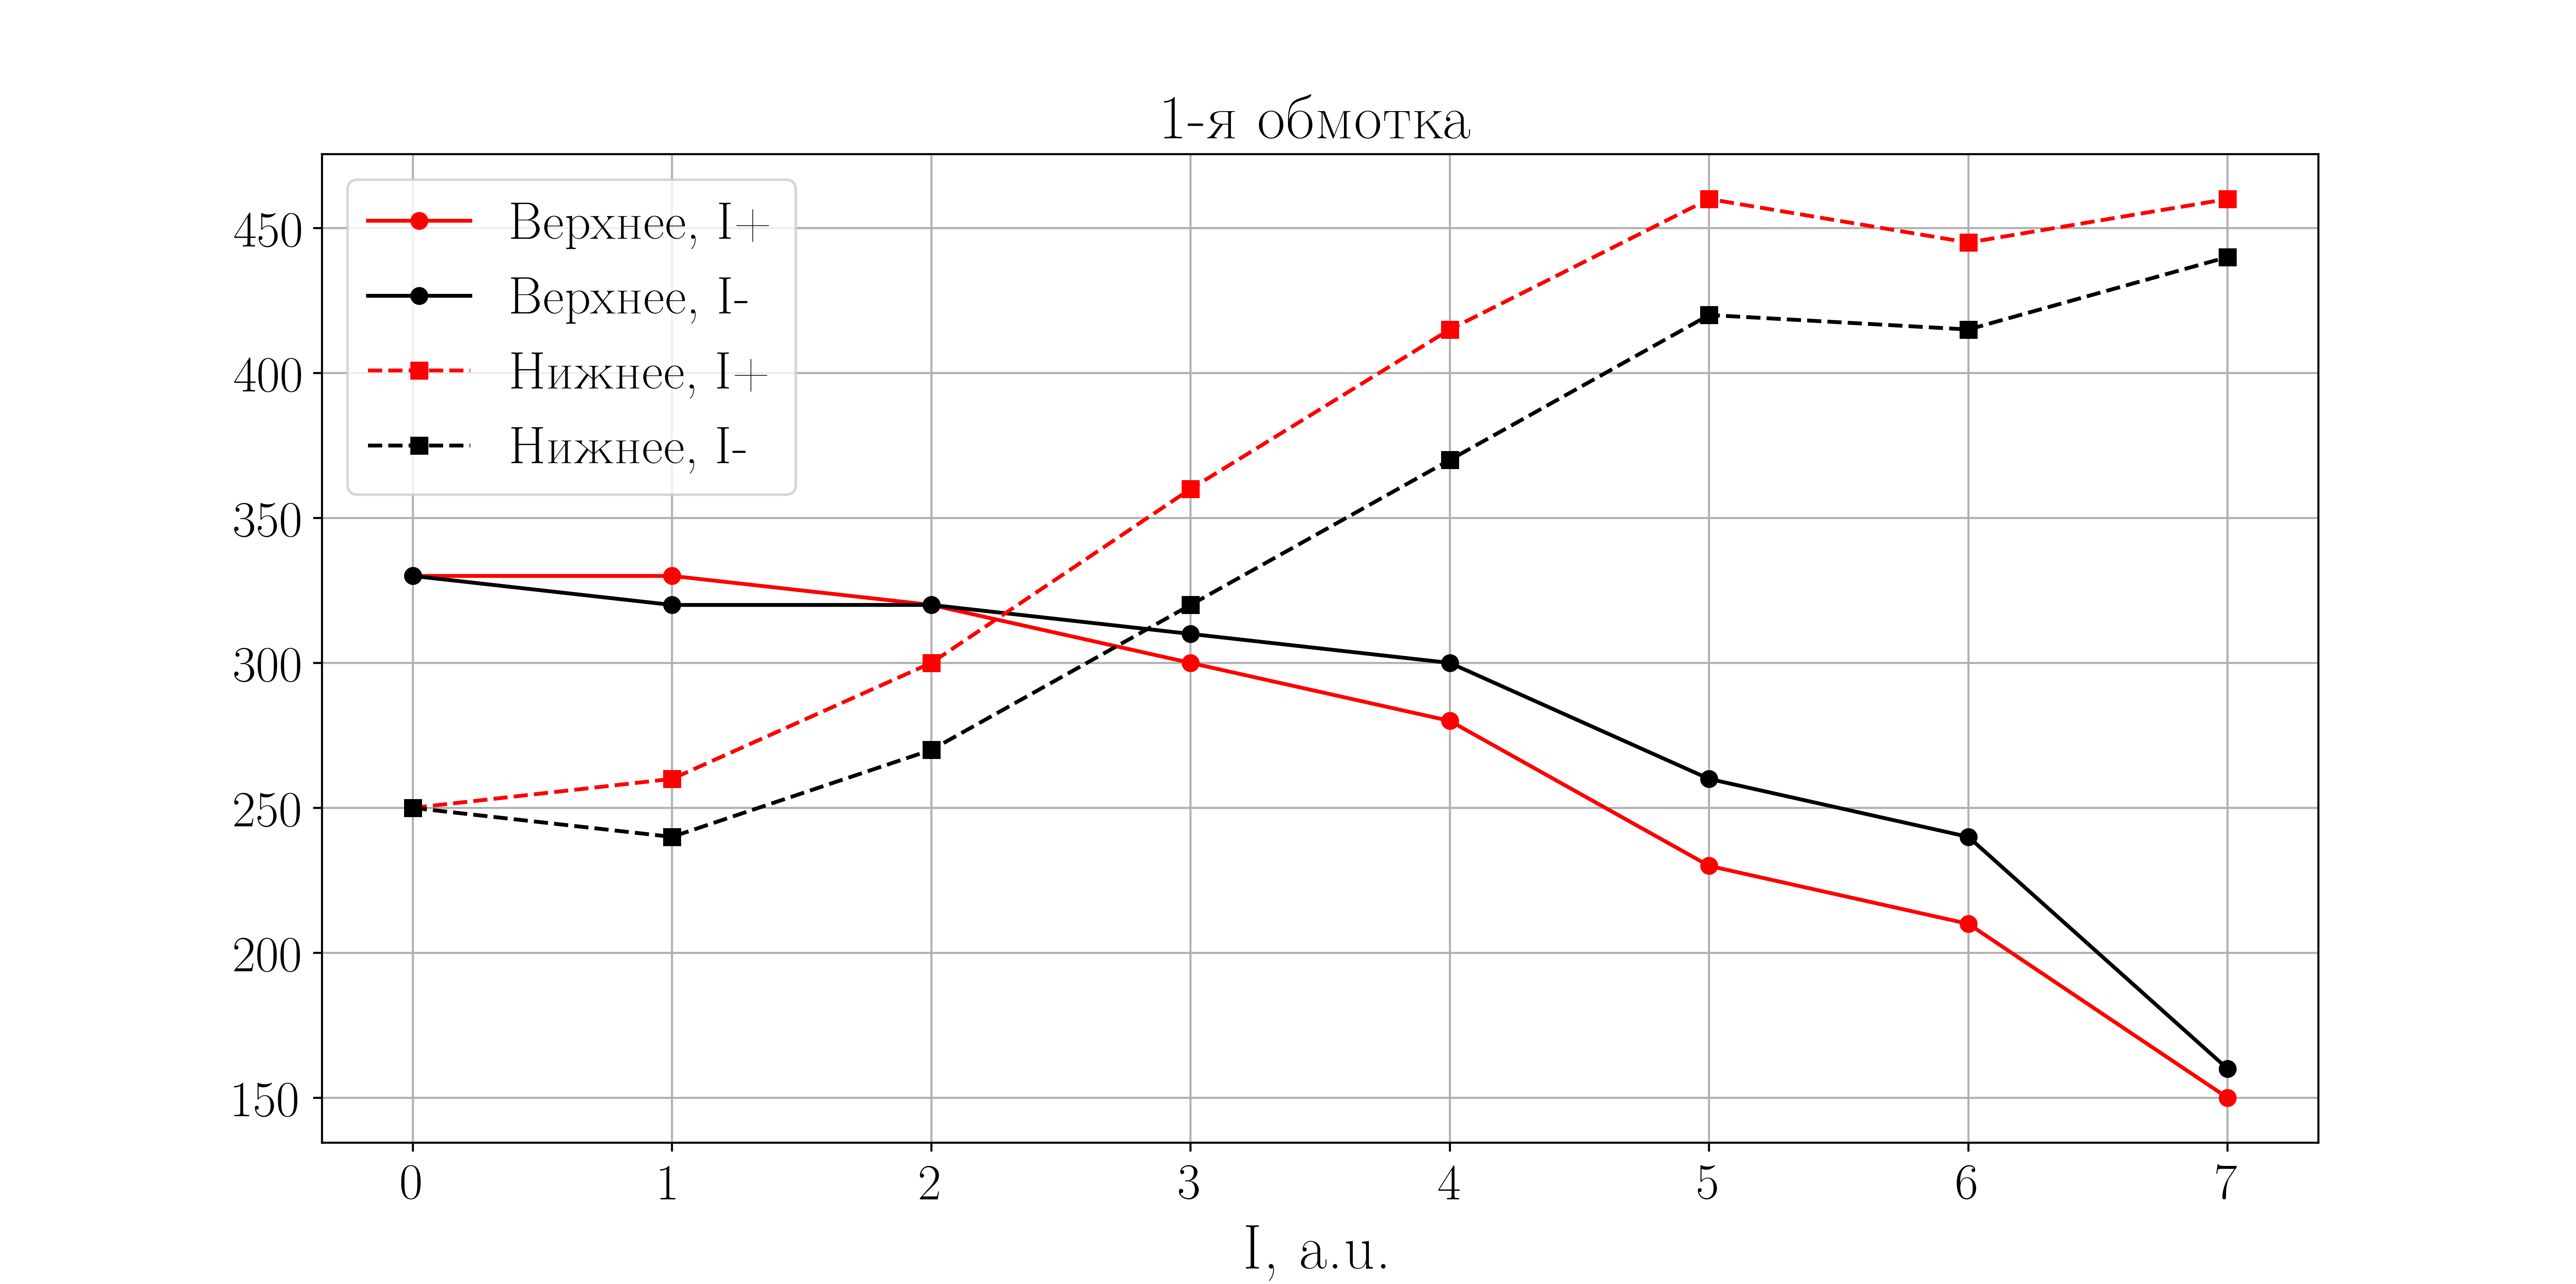 1-я обмотка
Верхнее, I+
Верхнее, I-
Нижнее, I+
Нижнее, I-
450
400
350
300
250
200
150
0 1 2 3 4 5 6 7
I, a.u.